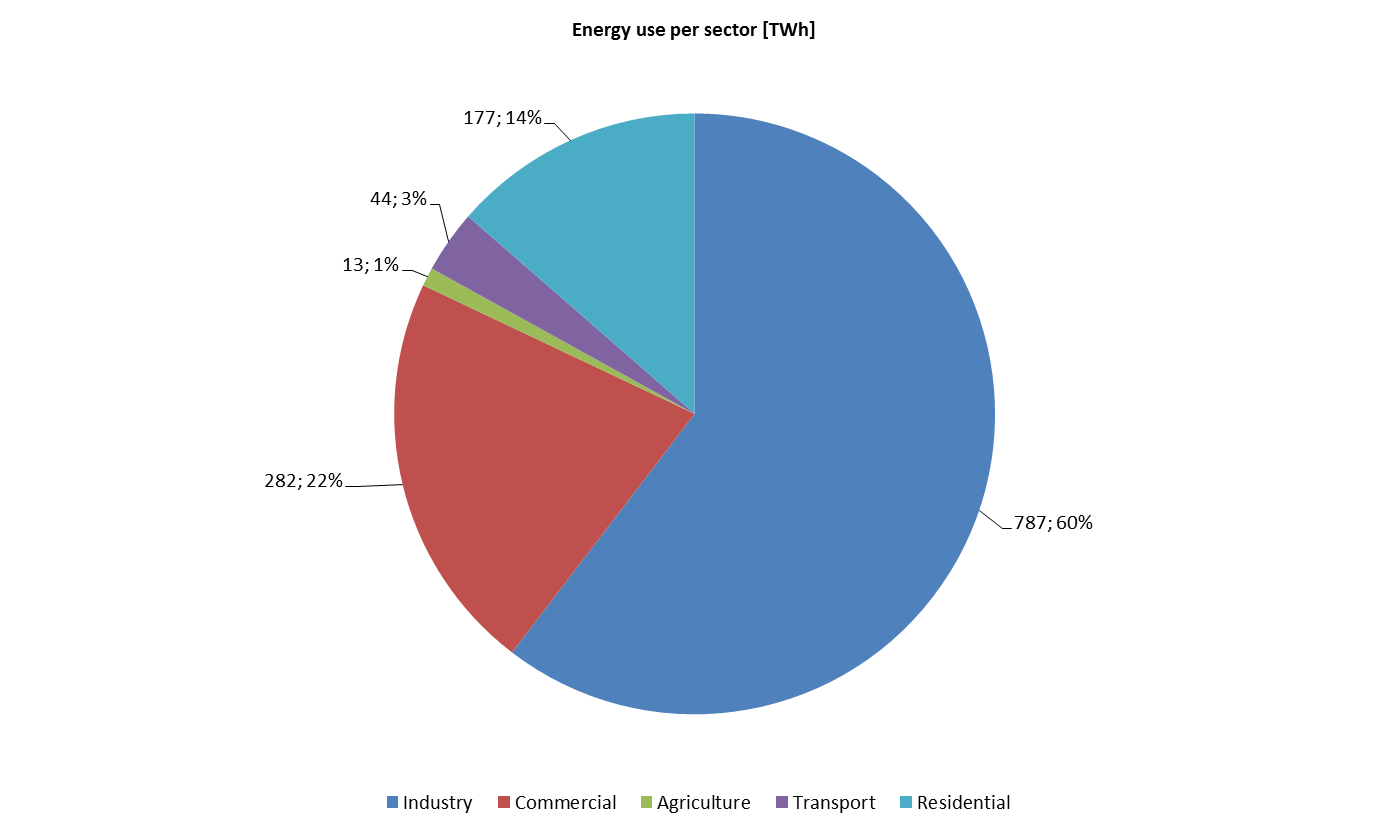 Energy use per sector [TWh]
177; 14%
44; 3%
13; 1%
282; 22%
787; 60%
Industry Commercial Agriculture Transport Residential